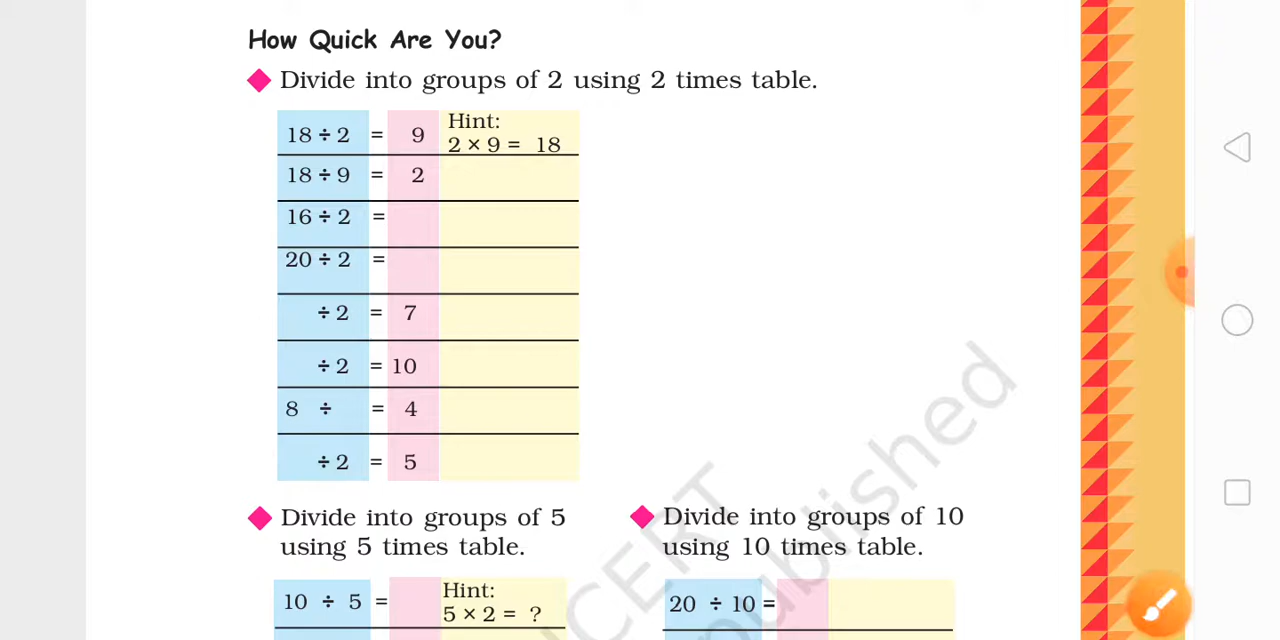 How Quick Are You?
Divide into groups of 2 using 2 times table.
18 ÷ 2 = 9 Hint:
2 × 9 = 18
18 ÷ 9 = 2
16 ÷ 2 =
20 ÷ 2 =
÷ 2 = 7
÷ 2 = 10
8 ÷ = 4
÷ 2 = 5
Divide into groups of 5
using 5 times table.
10 ÷ 5 = Hint:
5 × 2 = ?
Divide into groups of 10
using 10 times table.
20 ÷ 10 =
CERT
published